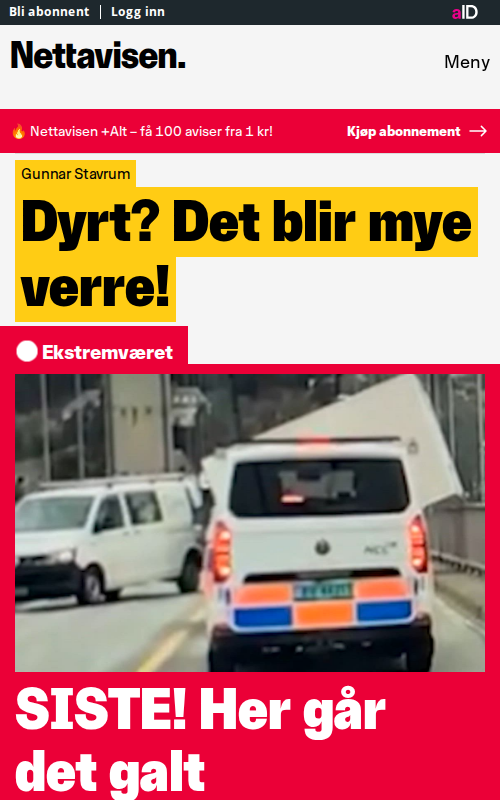 Bli abonnent | Logg inn
aID
Nettavisen.
Meny
🔥 Nettavisen +Alt – få 100 aviser fra 1 kr!
Kjøp abonnement →
Gunnar Stavrum
Dyrt? Det blir mye
verre!
Ekstremværet
NCC
SISTE! Her går
det galt